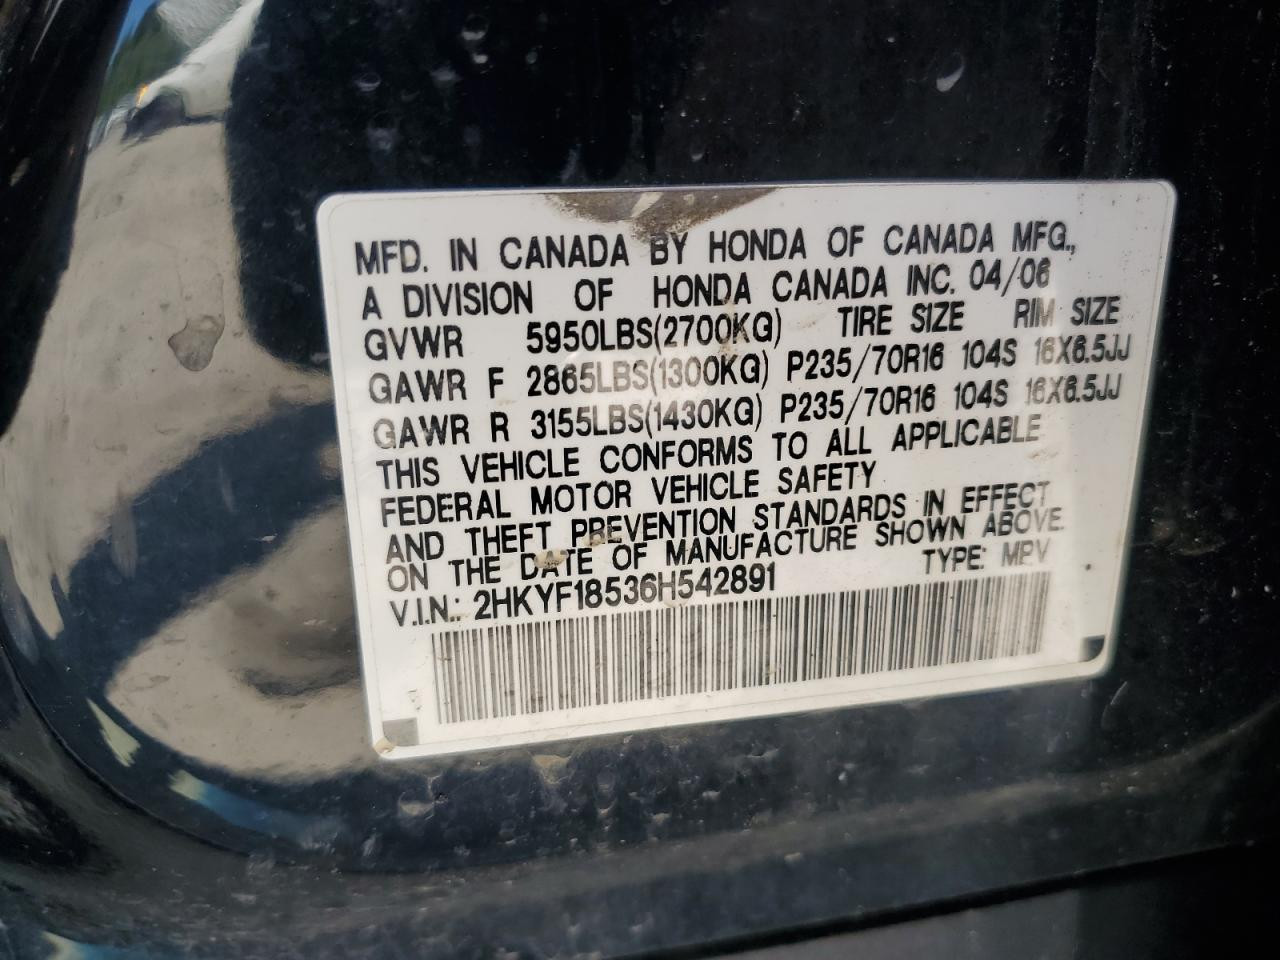 MFD. IN CANADA BY HONDA OF CANADA MFG.,
A DIVISION OF HONDA CANADA INC. 04/06
GVWR 5950LBS(2700KG) TIRE SIZE RIM SIZE
GAWR F 2865LBS(1300KG) P235/70R16 104S 16X6.5JJ
GAWR R 3155LBS(1430KG) P235/70R16 104S 16X6.5JJ
THIS VEHICLE CONFORMS TO ALL APPLICABLE
FEDERAL MOTOR VEHICLE SAFETY
AND THEFT PREVENTION STANDARDS IN EFFECT
ON THE DATE OF MANUFACTURE SHOWN ABOVE.
V.I.N.: 2HKYF18536H542891 TYPE: MPV